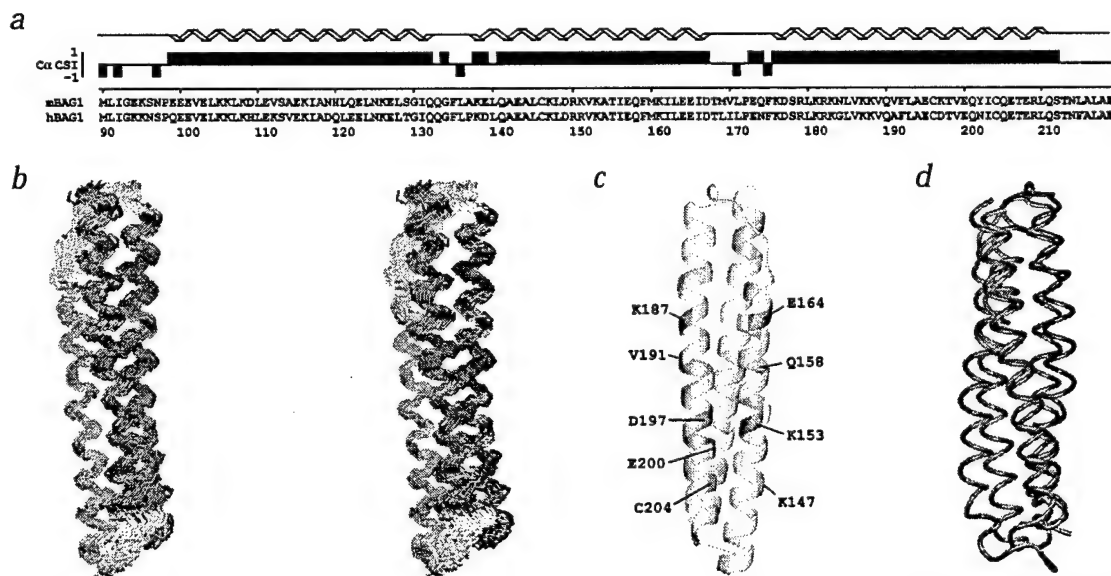 a
Cα CSI
1
-1
mBAG1 MLIGEKSNPEEEVELKKLKDLEVSAEKIANHLQELNKELSGIQQGFLAKELQAEALCKLDRKVKATIEQFMKILEEIDTMVLPEQFKDSRLKRKNLVKKVQVFLAECKTVEQYICQETERLQSTNLALAE
hBAG1 MLIGKKNSPQEEVELKKLKHLEKSVEKIADQLEELNKELTGIQQGFLPKDLQAEALCKLDRRVKATIEQFMKILEEIDTLILPENFKDSRLKRKGLVKKVQAFLAECDTVEQNICQETERLQSTNFALAE
90 100 110 120 130 140 150 160 170 180 190 200 210
b
c
d
K187
E164
V191
Q158
D197
K153
E200
C204
K147